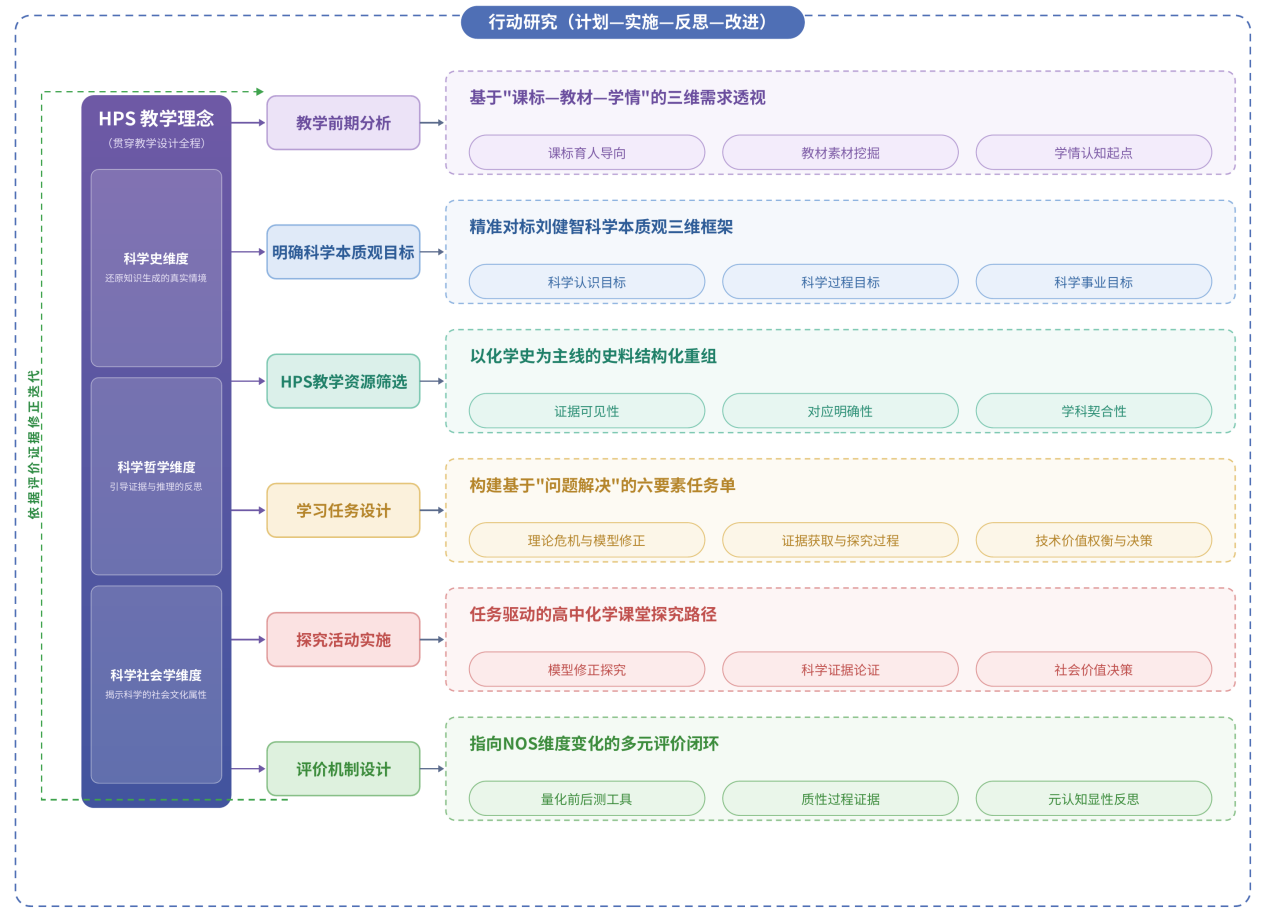 行动研究（计划—实施—反思—改进）
HPS 教学理念
（贯穿教学设计全程）
科学史维度
还原知识生成的真实情境
科学哲学维度
引导证据与推理的反思
科学社会学维度
揭示科学的社会文化属性
依据评价证据修正迭代
教学前期分析
基于"课标—教材—学情"的三维需求透视
课标育人导向
教材素材挖掘
学情认知起点
明确科学本质观目标
精准对标刘健智科学本质观三维框架
科学认识目标
科学过程目标
科学事业目标
HPS教学资源筛选
以化学史为主线的史料结构化重组
证据可见性
对应明确性
学科契合性
学习任务设计
构建基于"问题解决"的六要素任务单
理论危机与模型修正
证据获取与探究过程
技术价值权衡与决策
探究活动实施
任务驱动的高中化学课堂探究路径
模型修正探究
科学证据论证
社会价值决策
评价机制设计
指向NOS维度变化的多元评价闭环
量化前后测工具
质性过程证据
元认知显性反思